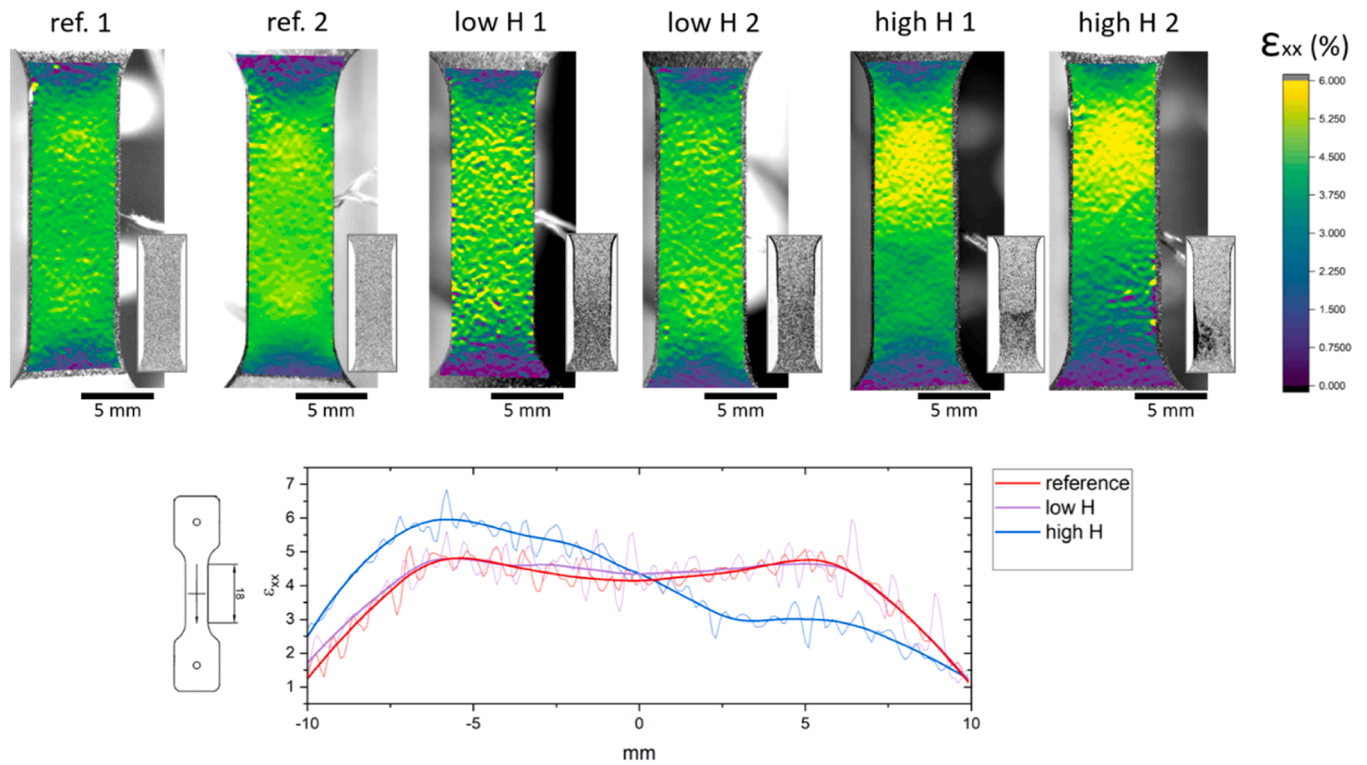 ref. 1 ref. 2 low H 1 low H 2 high H 1 high H 2
εxx (%)
6.000
5.250
4.500
3.750
3.000
2.250
1.500
0.7500
0.000
5 mm 5 mm 5 mm 5 mm 5 mm 5 mm
7
6
5
4
3
2
1
εxx
-10 -5 0 5 10
mm
18
reference
low H
high H